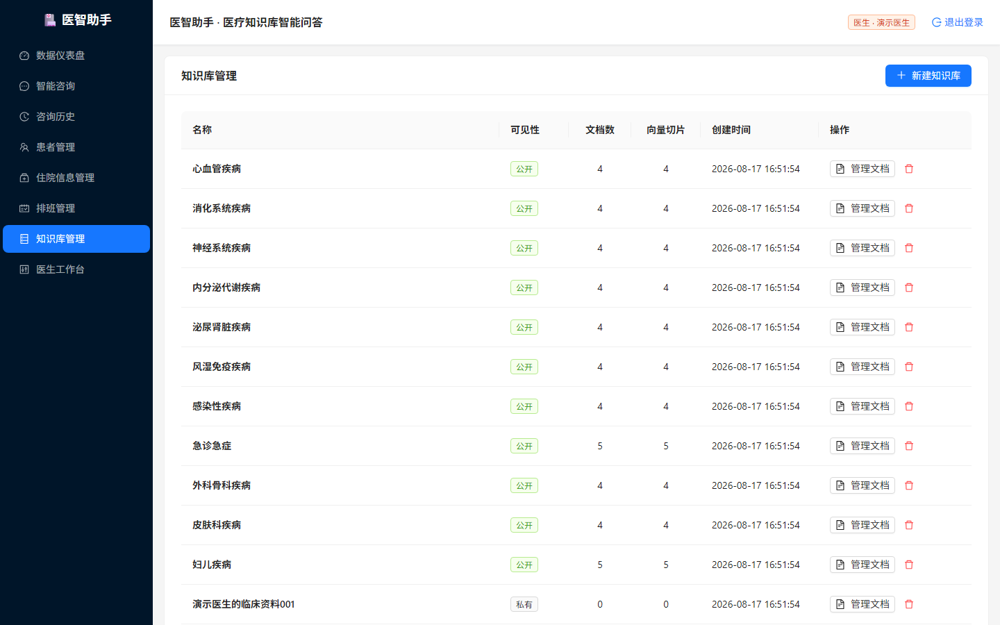 医智助手
医智助手 · 医疗知识库智能问答
医生 · 演示医生
退出登录
数据仪表盘
智能咨询
咨询历史
患者管理
住院信息管理
排班管理
知识库管理
医生工作台
知识库管理
新建知识库
名称 可见性 文档数 向量切片 创建时间 操作
心血管疾病 公开 4 4 2026-08-17 16:51:54 管理文档
消化系统疾病 公开 4 4 2026-08-17 16:51:54 管理文档
神经系统疾病 公开 4 4 2026-08-17 16:51:54 管理文档
内分泌代谢疾病 公开 4 4 2026-08-17 16:51:54 管理文档
泌尿肾脏疾病 公开 4 4 2026-08-17 16:51:54 管理文档
风湿免疫疾病 公开 4 4 2026-08-17 16:51:54 管理文档
感染性疾病 公开 4 4 2026-08-17 16:51:54 管理文档
急诊急症 公开 5 5 2026-08-17 16:51:54 管理文档
外科骨科疾病 公开 4 4 2026-08-17 16:51:54 管理文档
皮肤科疾病 公开 4 4 2026-08-17 16:51:54 管理文档
妇儿疾病 公开 5 5 2026-08-17 16:51:54 管理文档
演示医生的临床资料001 私有 0 0 2026-08-17 16:51:54 管理文档